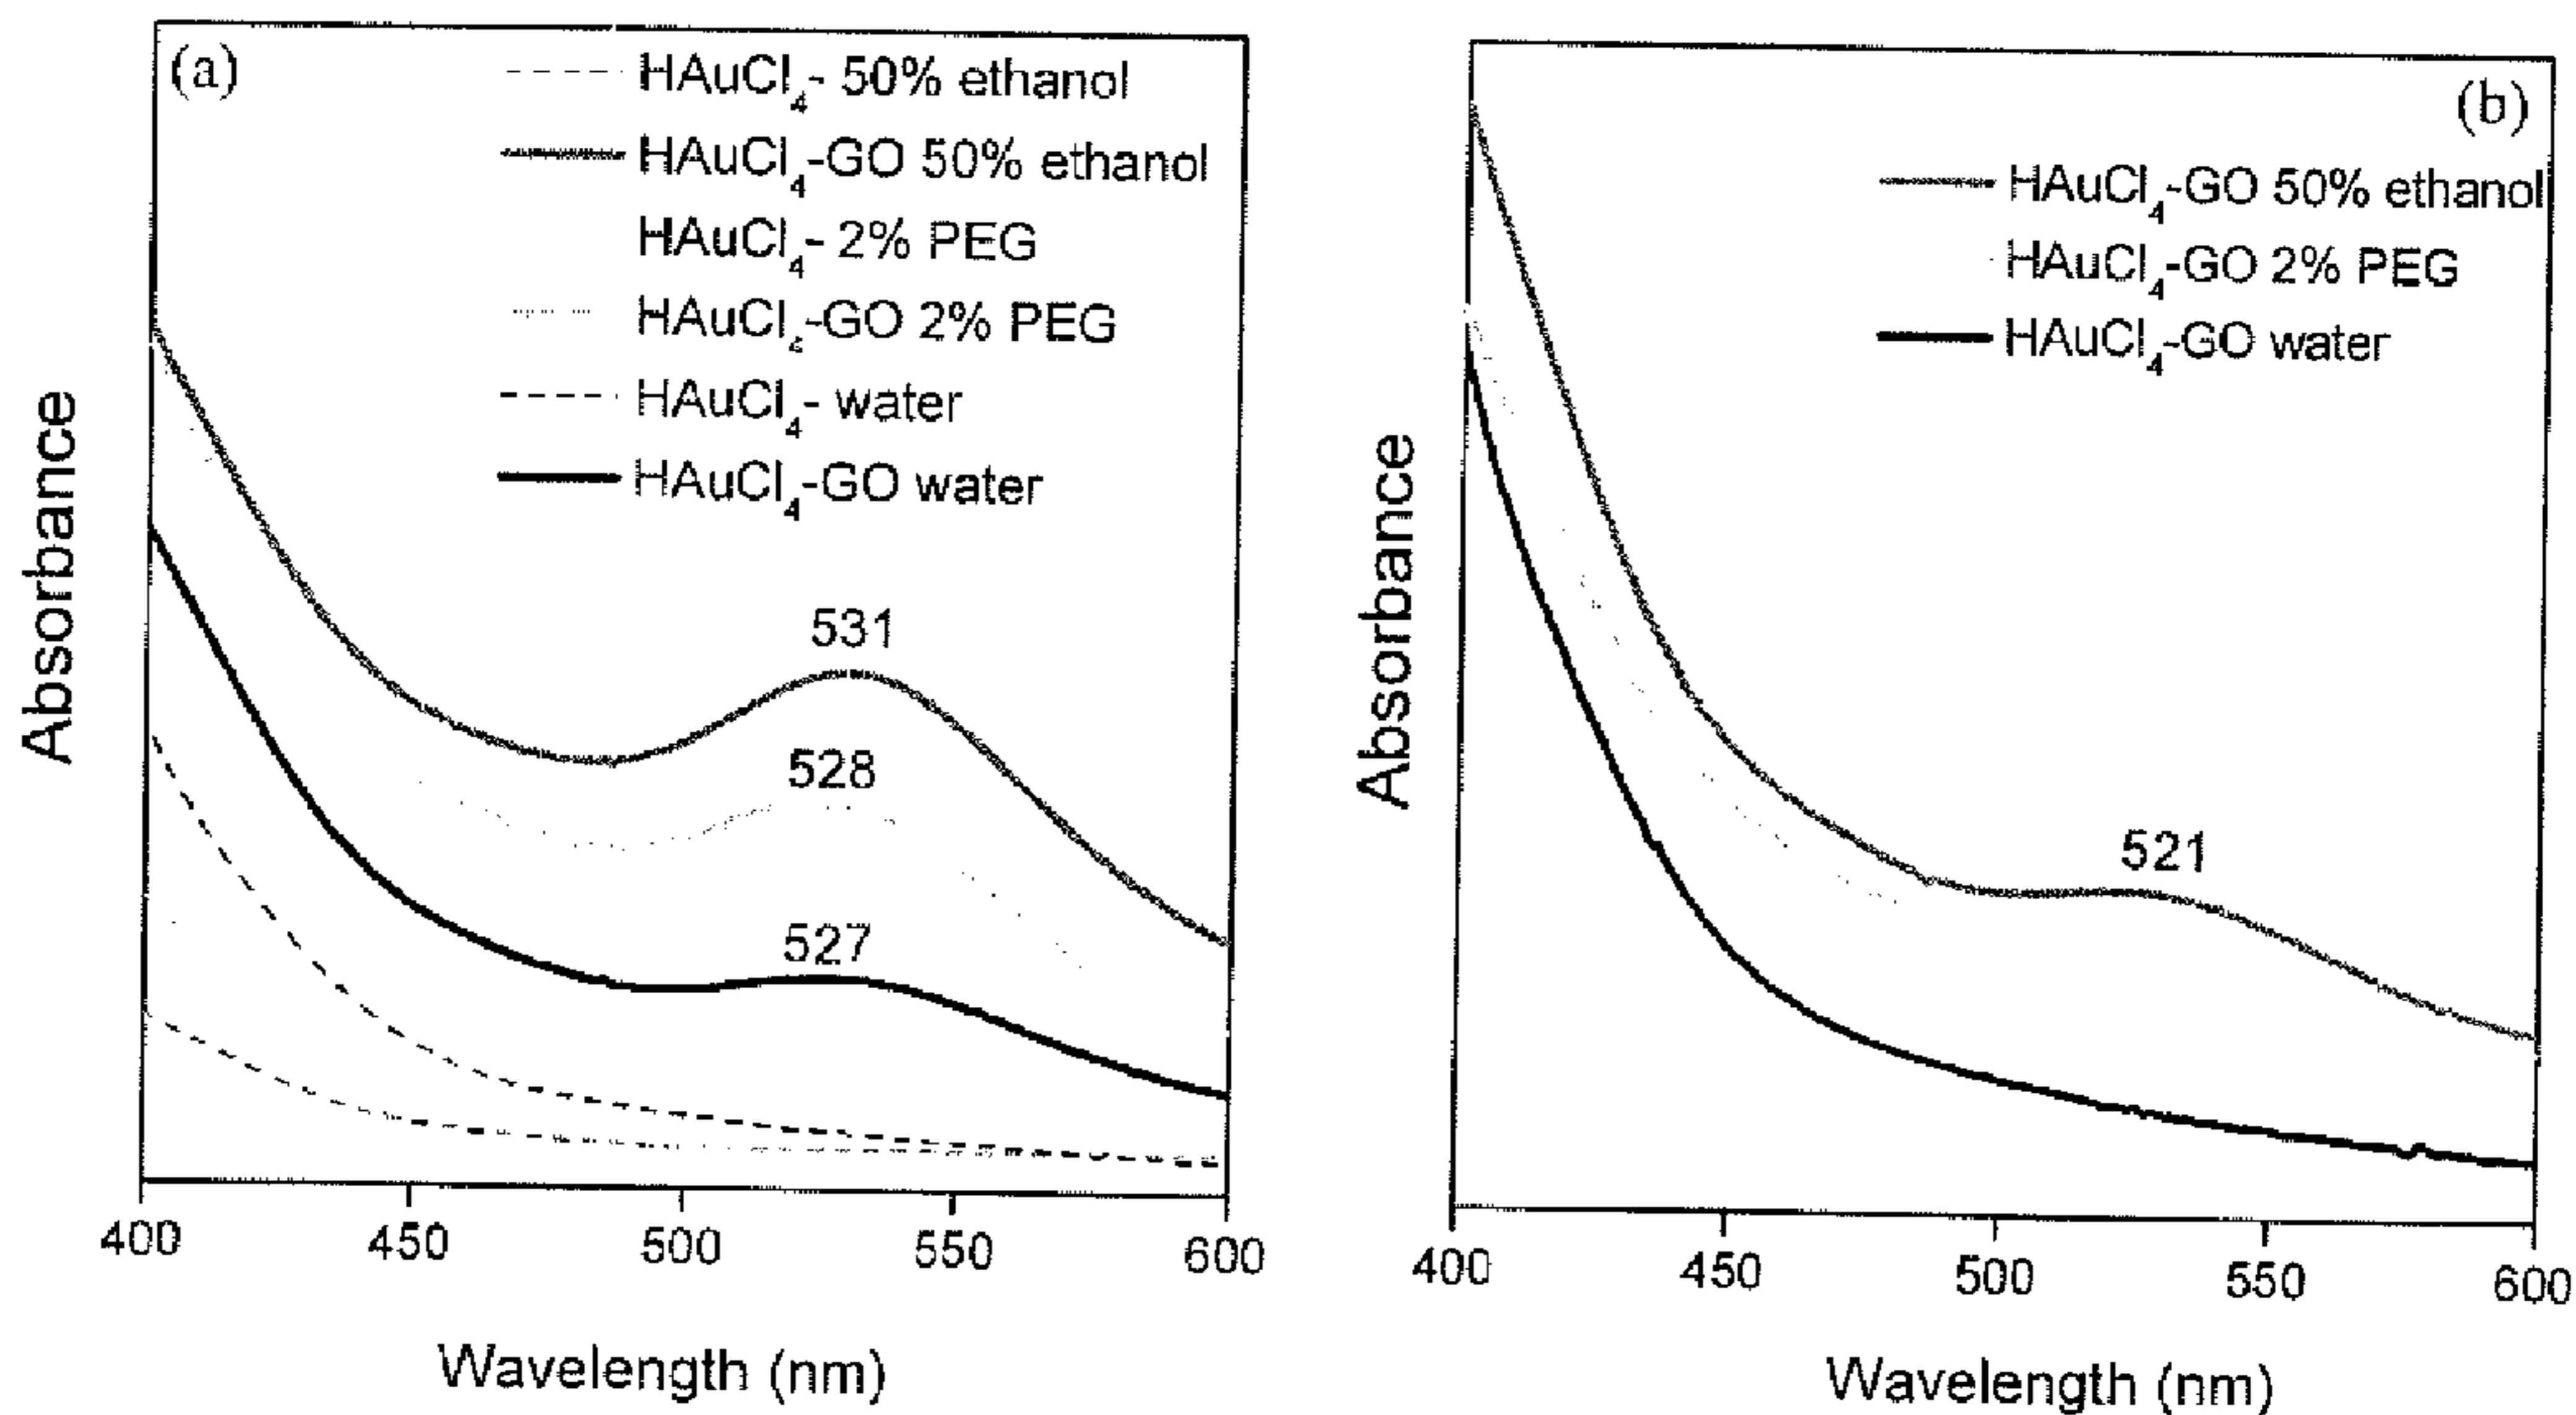 (a)
HAuCl4- 50% ethanol
HAuCl4-GO 50% ethanol
HAuCl4- 2% PEG
HAuCl4-GO 2% PEG
HAuCl4- water
HAuCl4-GO water
Absorbance
531
528
527
400 450 500 550 600
Wavelength (nm)
(b)
HAuCl4-GO 50% ethanol
HAuCl4-GO 2% PEG
HAuCl4-GO water
Absorbance
521
400 450 500 550 600
Wavelength (nm)